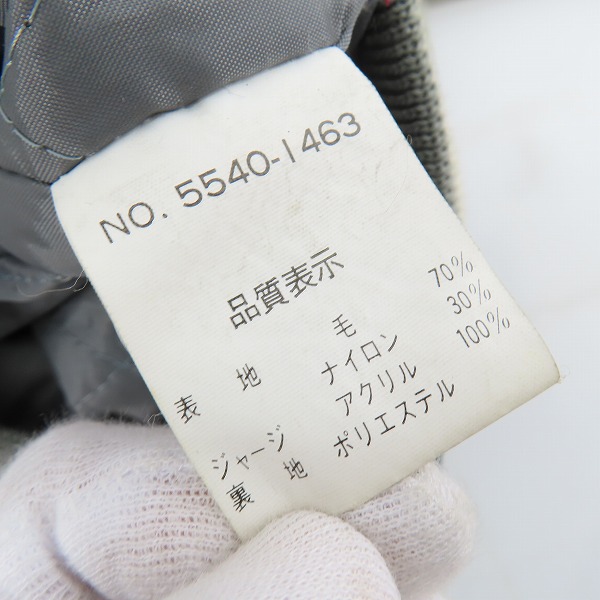 NO. 5540-1463
品質表示
表地 毛 70%
ナイロン 30%
ジャージ アクリル 100%
裏地 ポリエステル